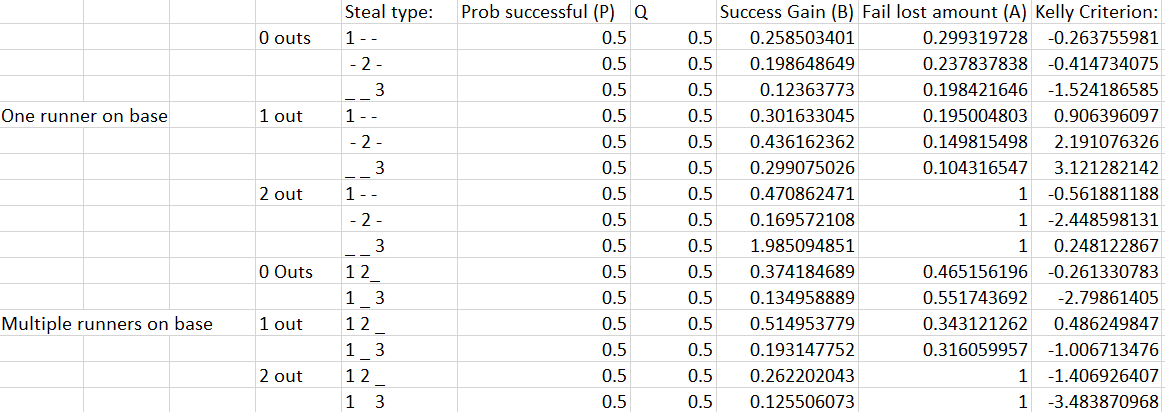 Steal type: Prob successful (P) Q Success Gain (B) Fail lost amount (A) Kelly Criterion:
0 outs 1 - - 0.5 0.5 0.258503401 0.299319728 -0.263755981
- 2 - 0.5 0.5 0.198648649 0.237837838 -0.414734075
_ _ 3 0.5 0.5 0.12363773 0.198421646 -1.524186585
One runner on base 1 out 1 - - 0.5 0.5 0.301633045 0.195004803 0.906396097
- 2 - 0.5 0.5 0.436162362 0.149815498 2.191076326
_ _ 3 0.5 0.5 0.299075026 0.104316547 3.121282142
2 out 1 - - 0.5 0.5 0.470862471 1 -0.561881188
- 2 - 0.5 0.5 0.169572108 1 -2.448598131
_ _ 3 0.5 0.5 1.985094851 1 0.248122867
0 Outs 1 2_ 0.5 0.5 0.374184689 0.465156196 -0.261330783
1 _ 3 0.5 0.5 0.134958889 0.551743692 -2.79861405
Multiple runners on base 1 out 1 2 _ 0.5 0.5 0.514953779 0.343121262 0.486249847
1 _ 3 0.5 0.5 0.193147752 0.316059957 -1.006713476
2 out 1 2 _ 0.5 0.5 0.262202043 1 -1.406926407
1 3 0.5 0.5 0.125506073 1 -3.483870968